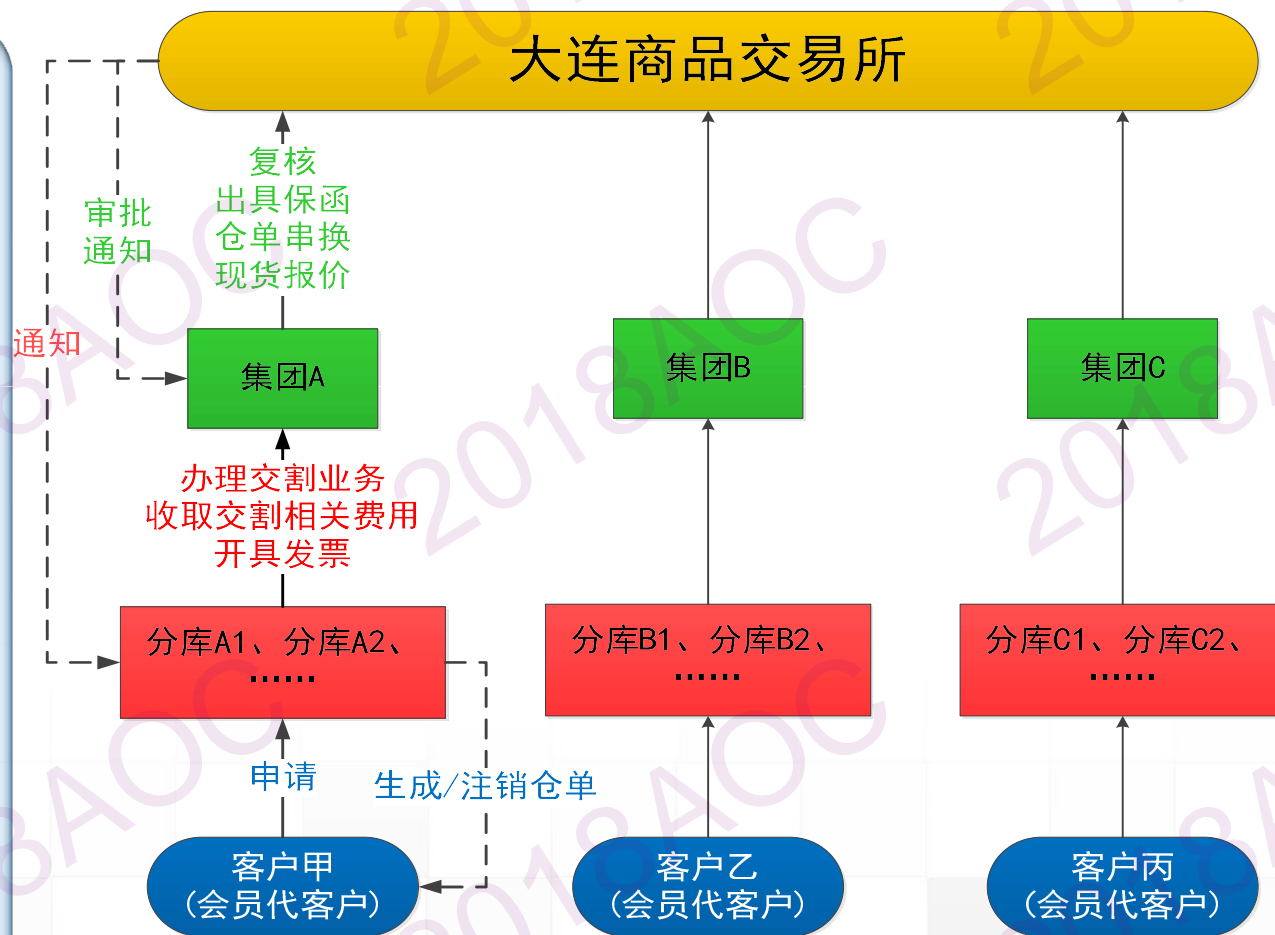 大连商品交易所
复核
出具保函
仓单串换
现货报价
审批
通知
通知
集团A
集团B
集团C
办理交割业务
收取交割相关费用
开具发票
分库A1、分库A2、
……
分库B1、分库B2、
……
分库C1、分库C2、
……
申请
生成/注销仓单
客户甲
(会员代客户)
客户乙
(会员代客户)
客户丙
(会员代客户)
2018AOC
2018AOC
2018AOC